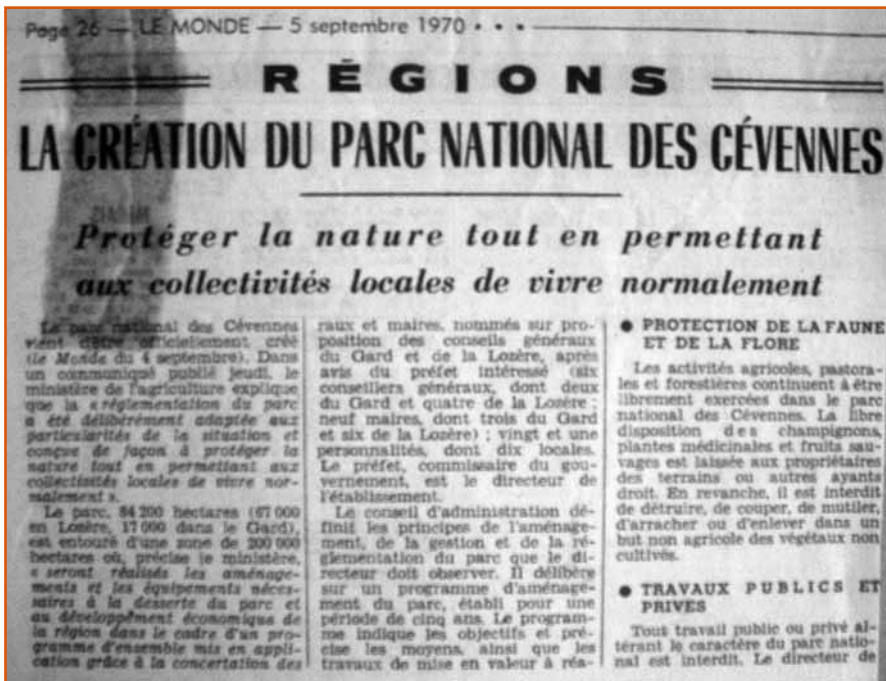 Page 26 — LE MONDE — 5 septembre 1970 • • •
RÉGIONS
LA CRÉATION DU PARC NATIONAL DES CÉVENNES
Protéger la nature tout en permettant
aux collectivités locales de vivre normalement
Le parc national des Cévennes
vient d'être officiellement créé
(le Monde du 4 septembre). Dans
un communiqué publié jeudi, le
ministère de l'agriculture explique
que la « réglementation du parc
a été délibérément adaptée aux
particularités de la situation et
conçue de façon à protéger la
nature tout en permettant aux
collectivités locales de vivre nor-
malement ».
Le parc, 84 200 hectares (67 000
en Lozère, 17 000 dans le Gard),
est entouré d'une zone de 200 000
hectares où, précise le ministère,
« seront réalisés les aménage-
ments et les équipements néces-
saires à la desserte du parc et
au développement économique de
la région dans le cadre d'un pro-
gramme d'ensemble mis en appli-
cation grâce à la concertation des
raux et maires, nommés sur pro-
position des conseils généraux
du Gard et de la Lozère, après
avis du préfet intéressé (six
conseillers généraux, dont deux
du Gard et quatre de la Lozère ;
neuf maires, dont trois du Gard
et six de la Lozère) ; vingt et une
personnalités, dont dix locales.
Le préfet, commissaire du gou-
vernement, est le directeur de
l'établissement.
Le conseil d'administration dé-
finit les principes de l'aménage-
ment, de la gestion et de la ré-
glementation du parc que le di-
recteur doit observer. Il délibère
sur un programme d'aménage-
ment du parc, établi pour une
période de cinq ans. Le program-
me indique les objectifs et pré-
cise les moyens, ainsi que les
travaux de mise en valeur à réa-
● PROTECTION DE LA FAUNE
ET DE LA FLORE
Les activités agricoles, pastora-
les et forestières continuent à être
librement exercées dans le parc
national des Cévennes. La libre
disposition des champignons,
plantes médicinales et fruits sau-
vages est laissée aux propriétaires
des terrains ou autres ayants
droit. En revanche, il est interdit
de détruire, de couper, de mutiler,
d'arracher ou d'enlever dans un
but non agricole des végétaux non
cultivés.
● TRAVAUX PUBLICS ET
PRIVES
Tout travail public ou privé al-
térant le caractère du parc natio-
nal est interdit. Le directeur de